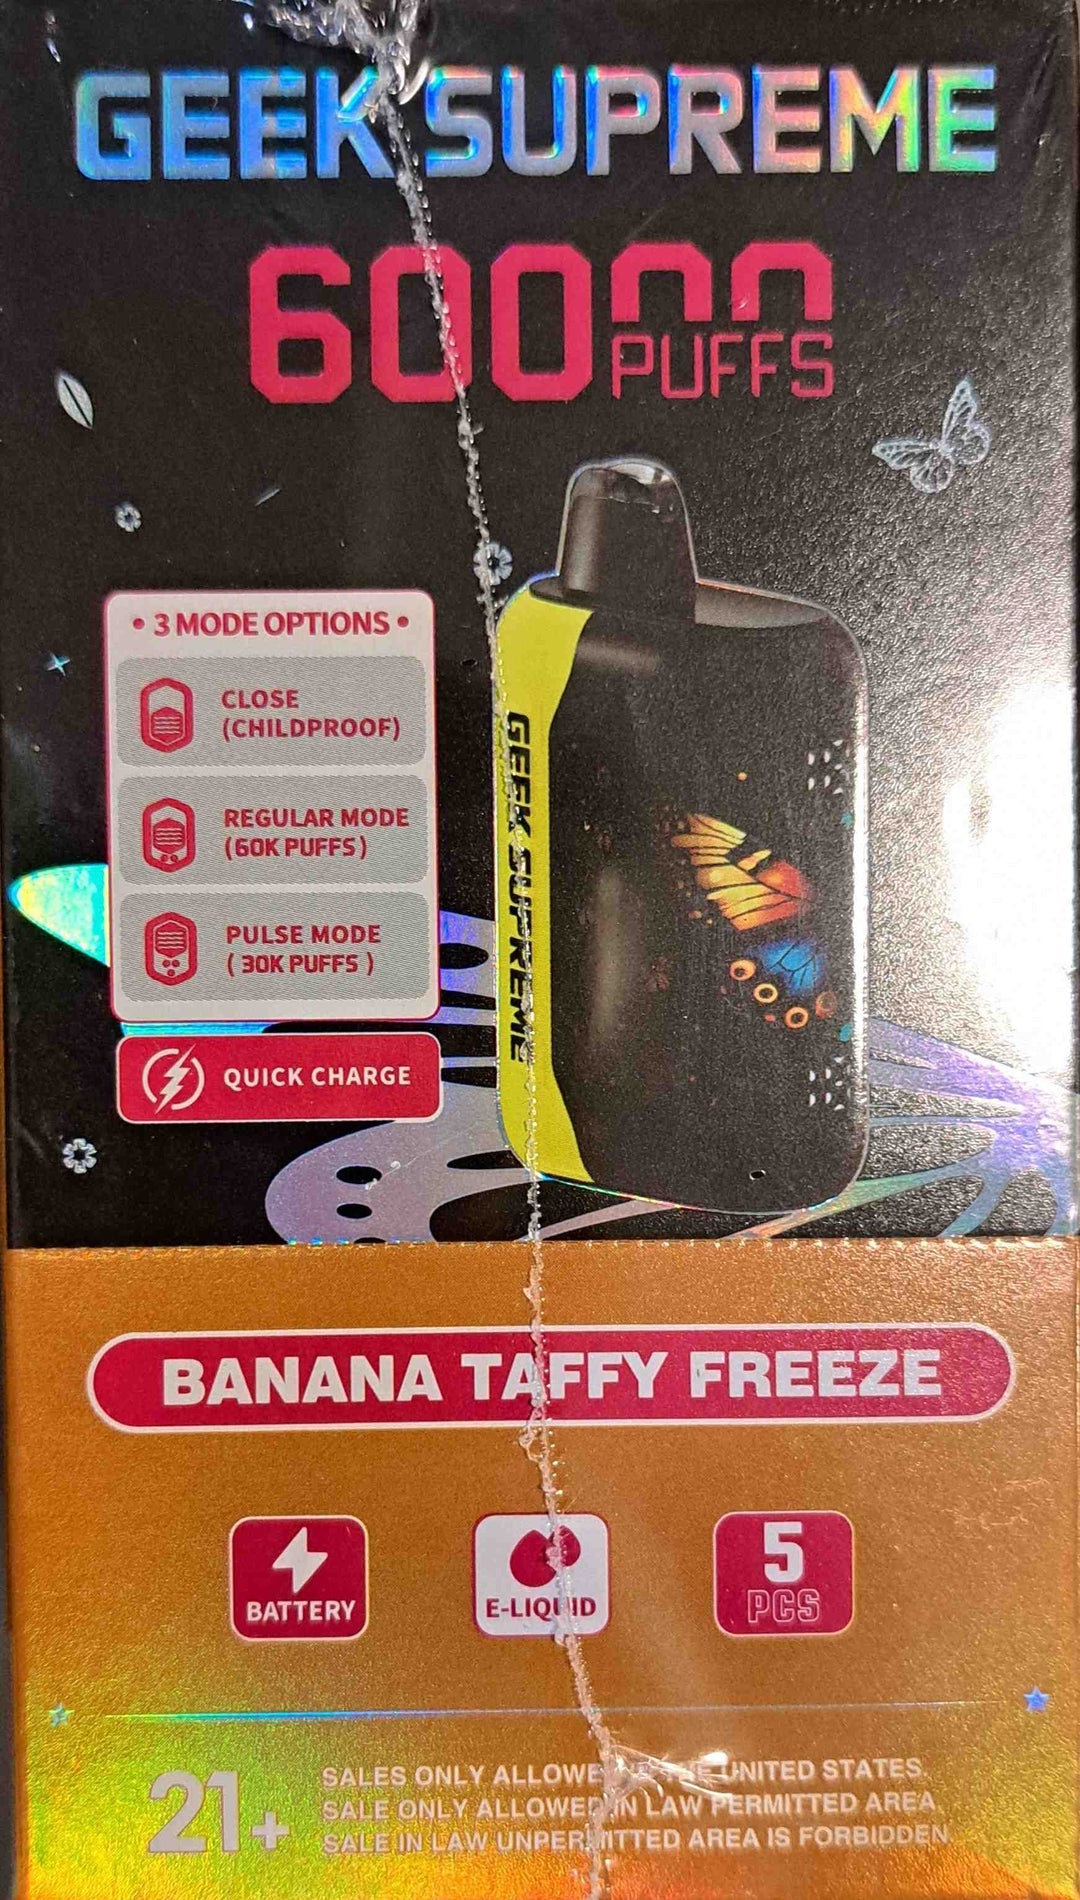 GEEK SUPREME
60000
PUFFS
• 3 MODE OPTIONS •
CLOSE
(CHILDPROOF)
REGULAR MODE
(60K PUFFS)
PULSE MODE
( 30K PUFFS )
QUICK CHARGE
GEEK SUPREME
BANANA TAFFY FREEZE
BATTERY
E-LIQUID
5
PCS
21+
SALES ONLY ALLOWED IN THE UNITED STATES.
SALE ONLY ALLOWED IN LAW PERMITTED AREA.
SALE IN LAW UNPERMITTED AREA IS FORBIDDEN.